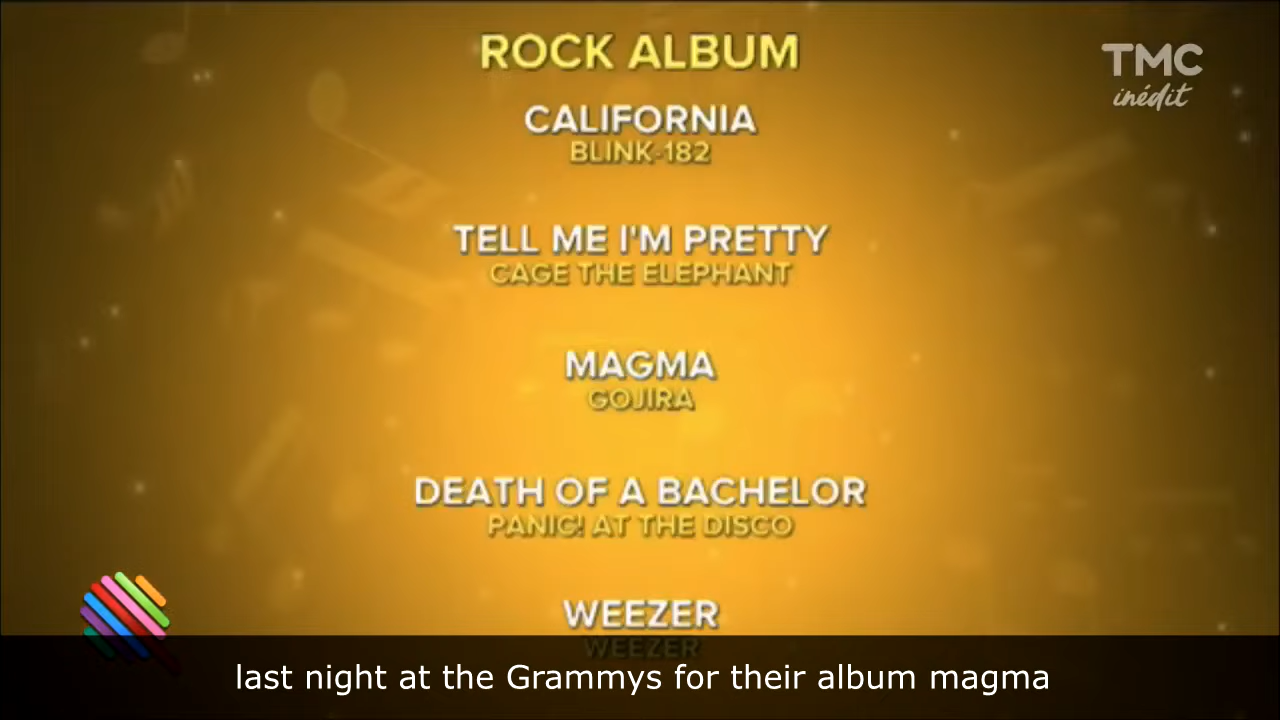 ROCK ALBUM
TMC
inédit
CALIFORNIA
BLINK-182
TELL ME I'M PRETTY
CAGE THE ELEPHANT
MAGMA
GOJIRA
DEATH OF A BACHELOR
PANIC! AT THE DISCO
WEEZER
WEEZER
last night at the Grammys for their album magma